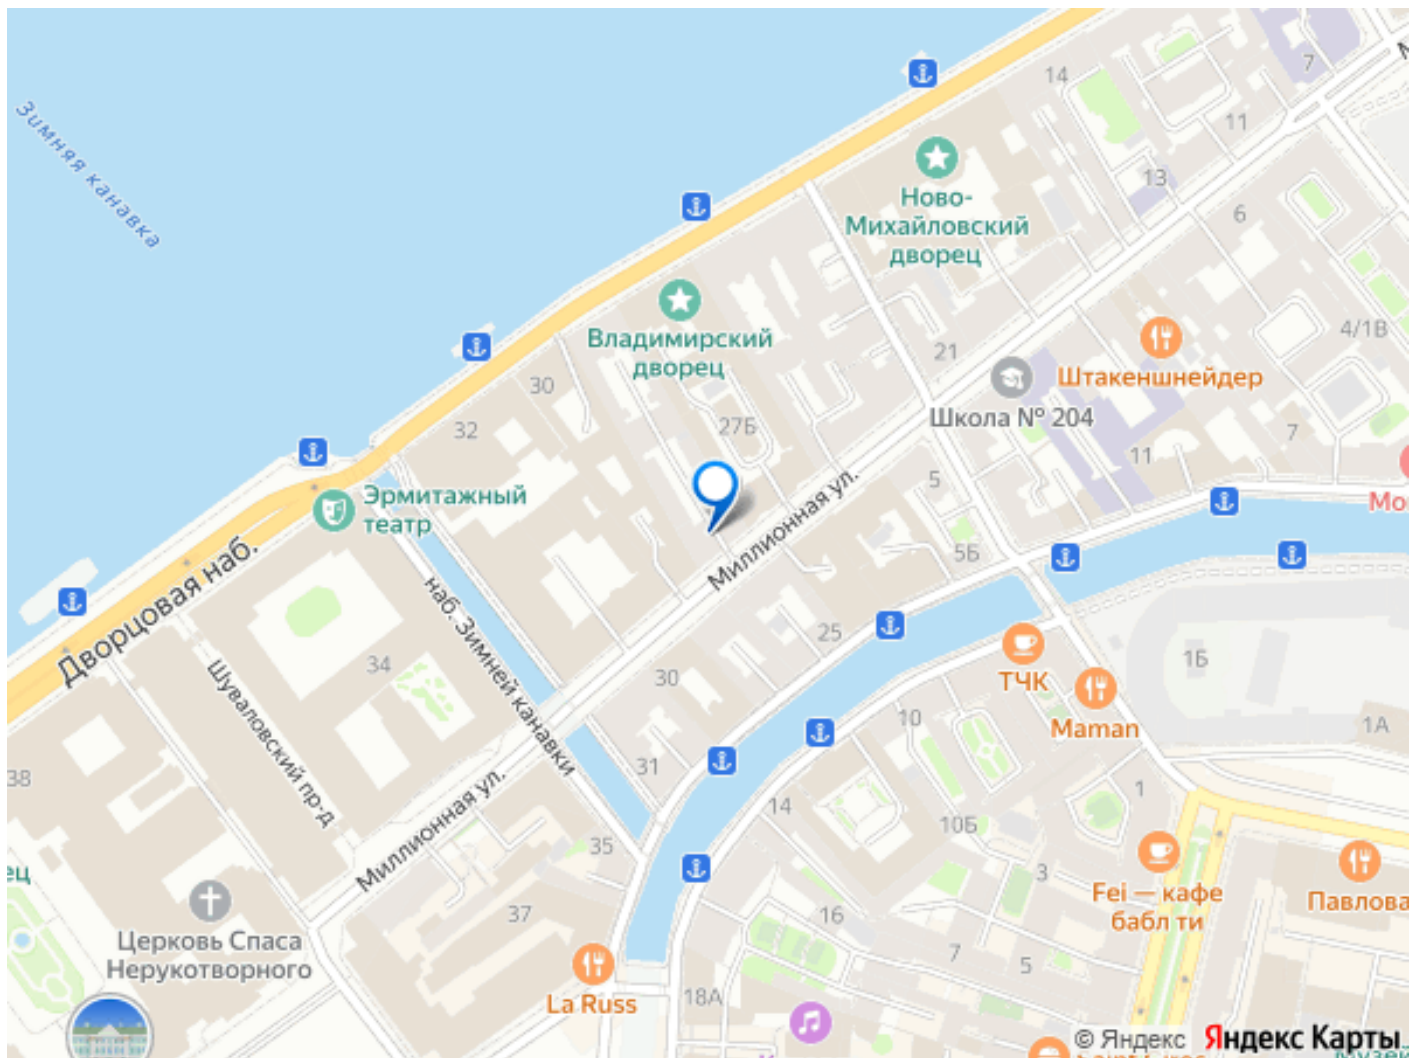 Зимняя канавка
7
14
11
Ново-
Михайловский
дворец
13
6
Владимирский
дворец
4/1В
21
Штакеншнейдер
30
Школа № 204
32
27Б
7
11
Эрмитажный
театр
5
Миллионная ул.
5Б
Дворцовая наб.
наб. Зимней канавки
25
1Б
34
Шуваловский пр-д
30
ТЧК
10
Maman
1А
38
31
Миллионная ул.
14
1
10Б
35
3
Fei — кафе
бабл ти
Павлова
37
16
Церковь Спаса
Нерукотворного
7
5
La Russ
18А
© Яндекс Яндекс Карты